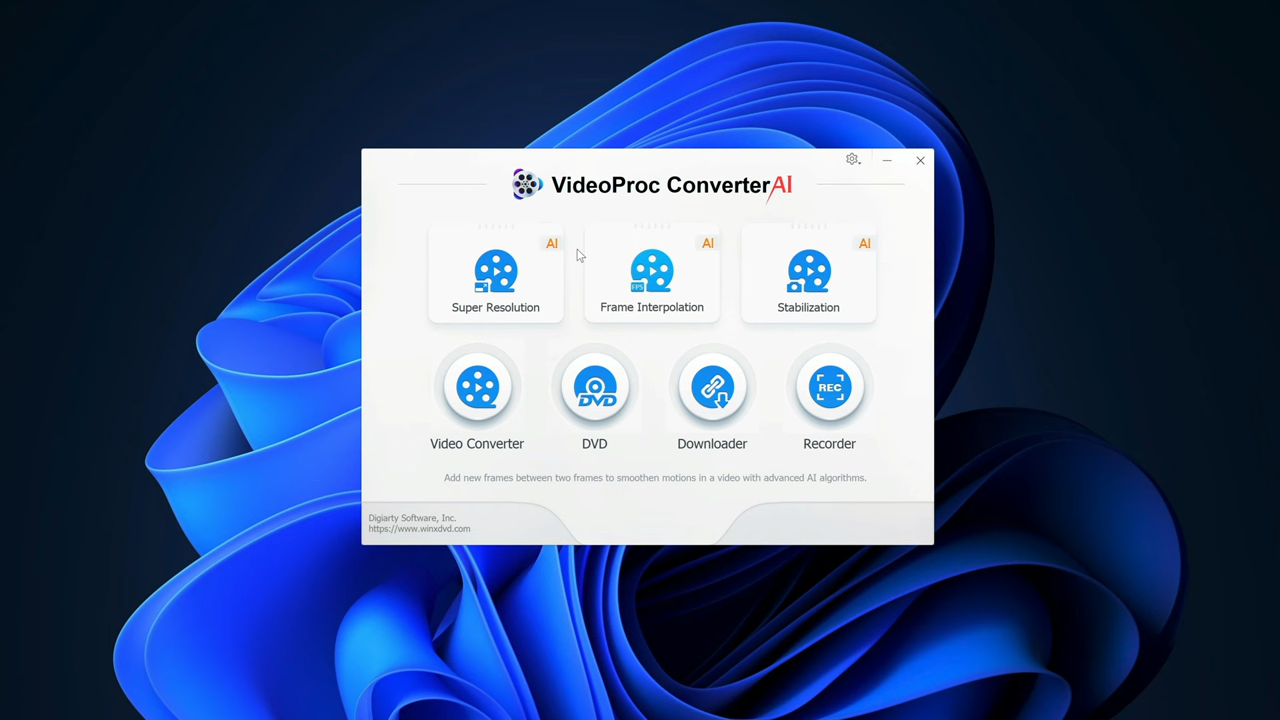 VideoProc ConverterAI
AI
AI
AI
FPS
Super Resolution
Frame Interpolation
Stabilization
DVD
REC
Video Converter
DVD
Downloader
Recorder
Add new frames between two frames to smoothen motions in a video with advanced AI algorithms.
Digiarty Software, Inc.
https://www.winxdvd.com